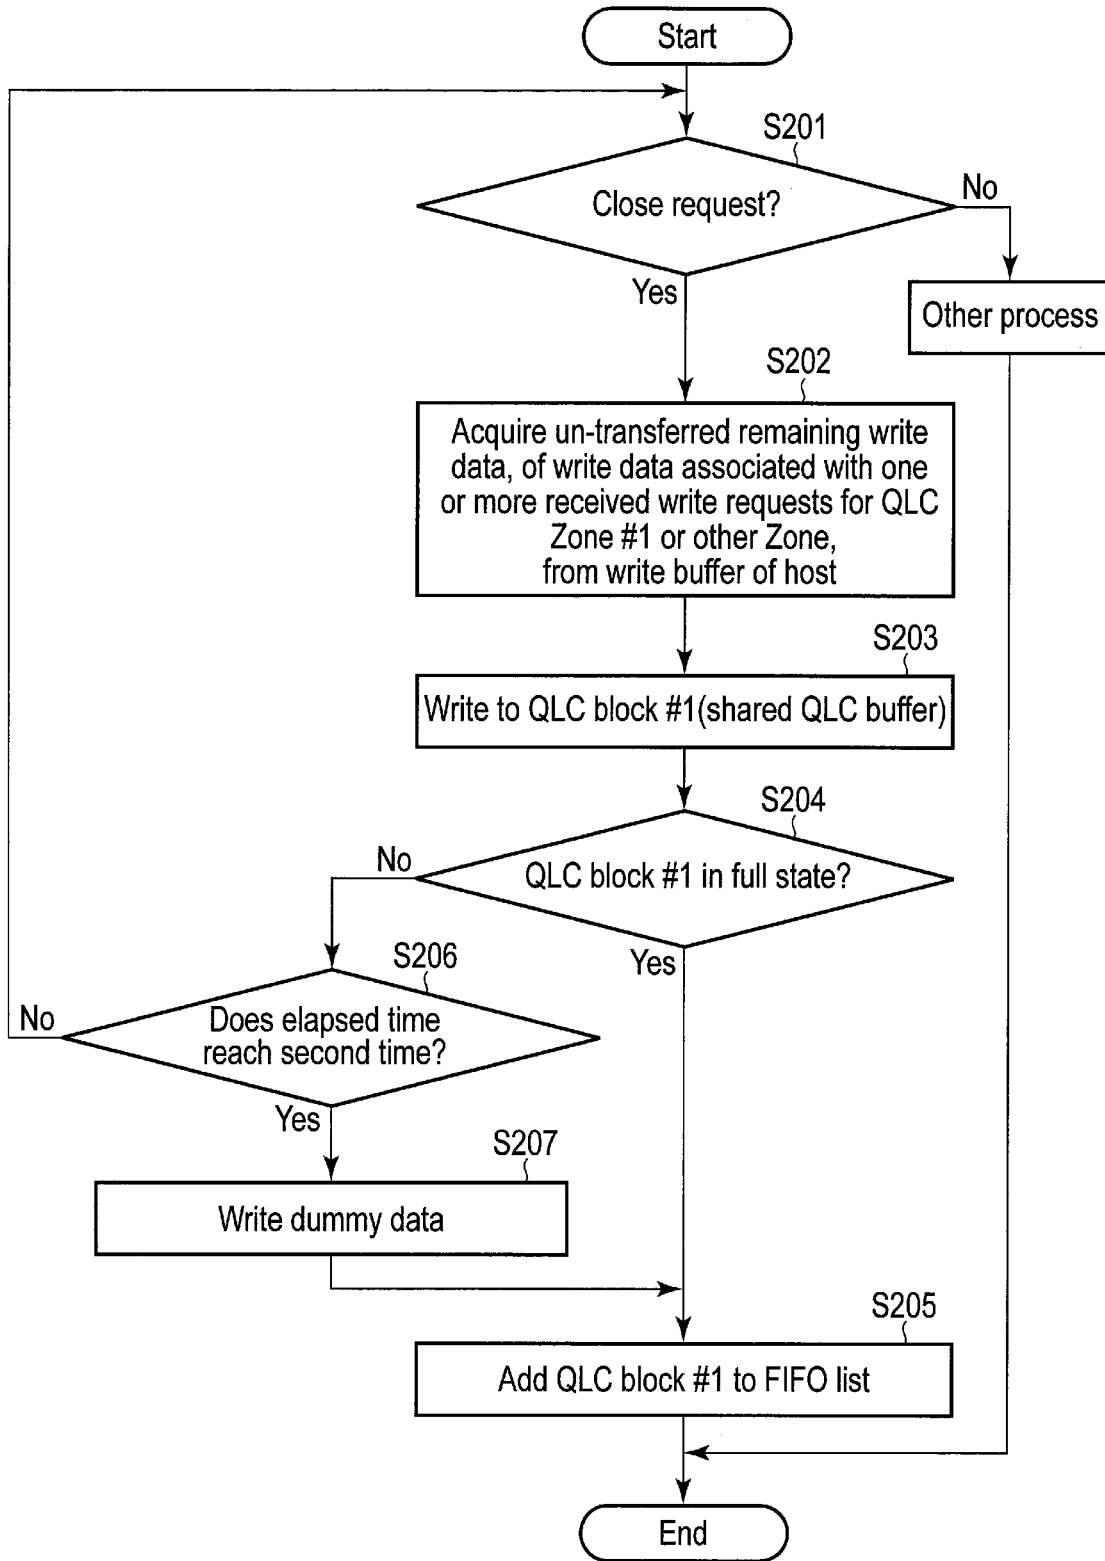 Start
S201
Close request?
No
Yes
Other process
S202
Acquire un-transferred remaining write
data, of write data associated with one
or more received write requests for QLC
Zone #1 or other Zone,
from write buffer of host
S203
Write to QLC block #1(shared QLC buffer)
S204
No
QLC block #1 in full state?
Yes
S206
No
Does elapsed time
reach second time?
Yes
S207
Write dummy data
S205
Add QLC block #1 to FIFO list
End